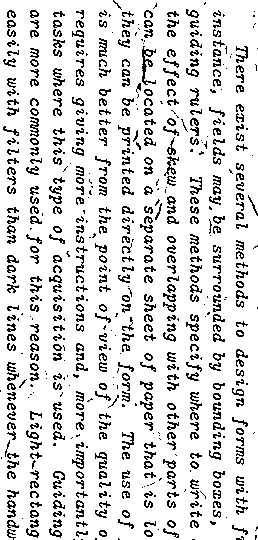 There exist several methods to design forms with
instance, fields may be surrounded by bounding boxes,
guiding rulers. These methods specify where to write
the effect of skew and overlapping with other parts of
can be located on a separate sheet of paper that is lo
they can be printed directly on the form. The use of
is much better from the point of view of the quality o
requires giving more instructions and, more importantl
tasks where this type of acquisition is used. Guiding
are more commonly used for this reason. Light rectang
easily with filters than dark lines whenever the handw